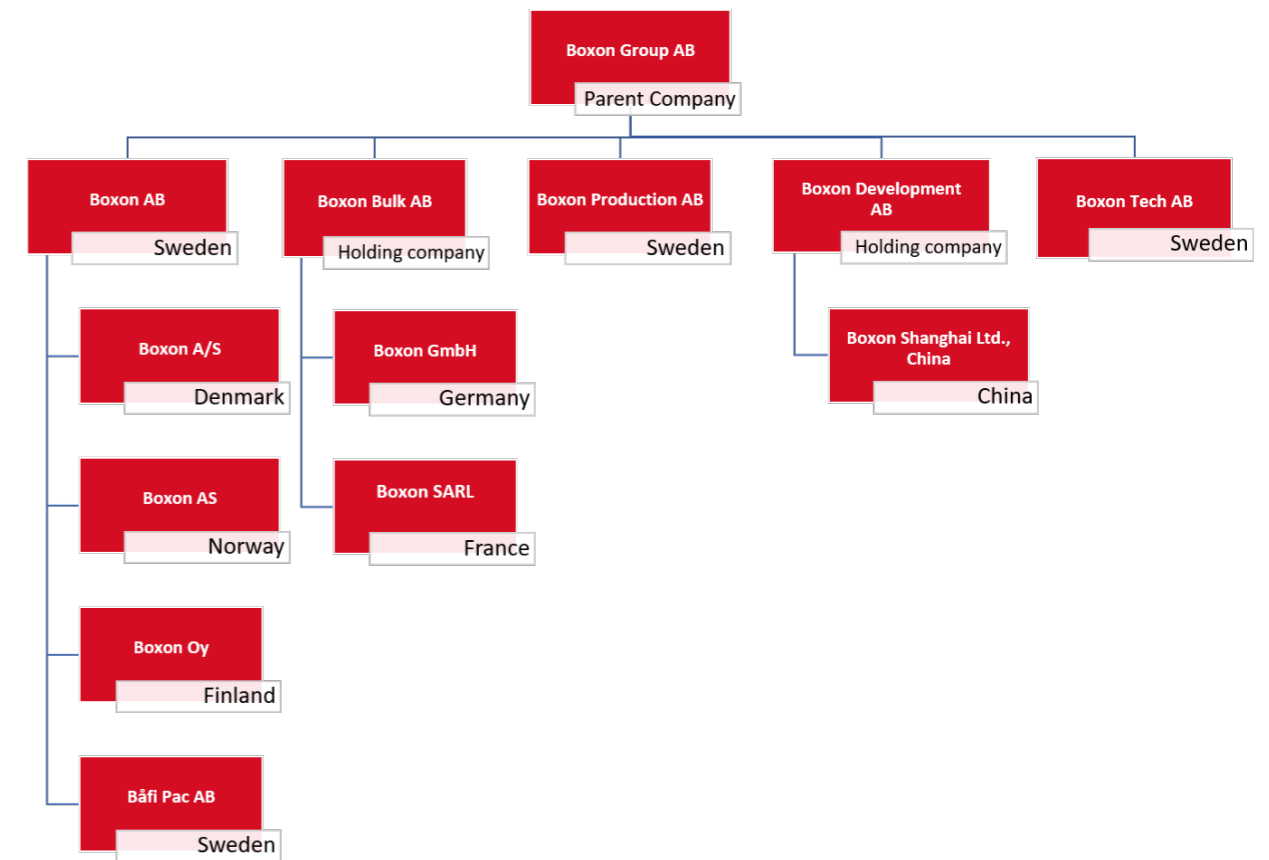 Boxon Group AB
Parent Company
Boxon AB
Sweden
Boxon Bulk AB
Holding company
Boxon Production AB
Sweden
Boxon Development
AB
Holding company
Boxon Tech AB
Sweden
Boxon A/S
Denmark
Boxon GmbH
Germany
Boxon Shanghai Ltd.,
China
China
Boxon AS
Norway
Boxon SARL
France
Boxon Oy
Finland
Båfi Pac AB
Sweden